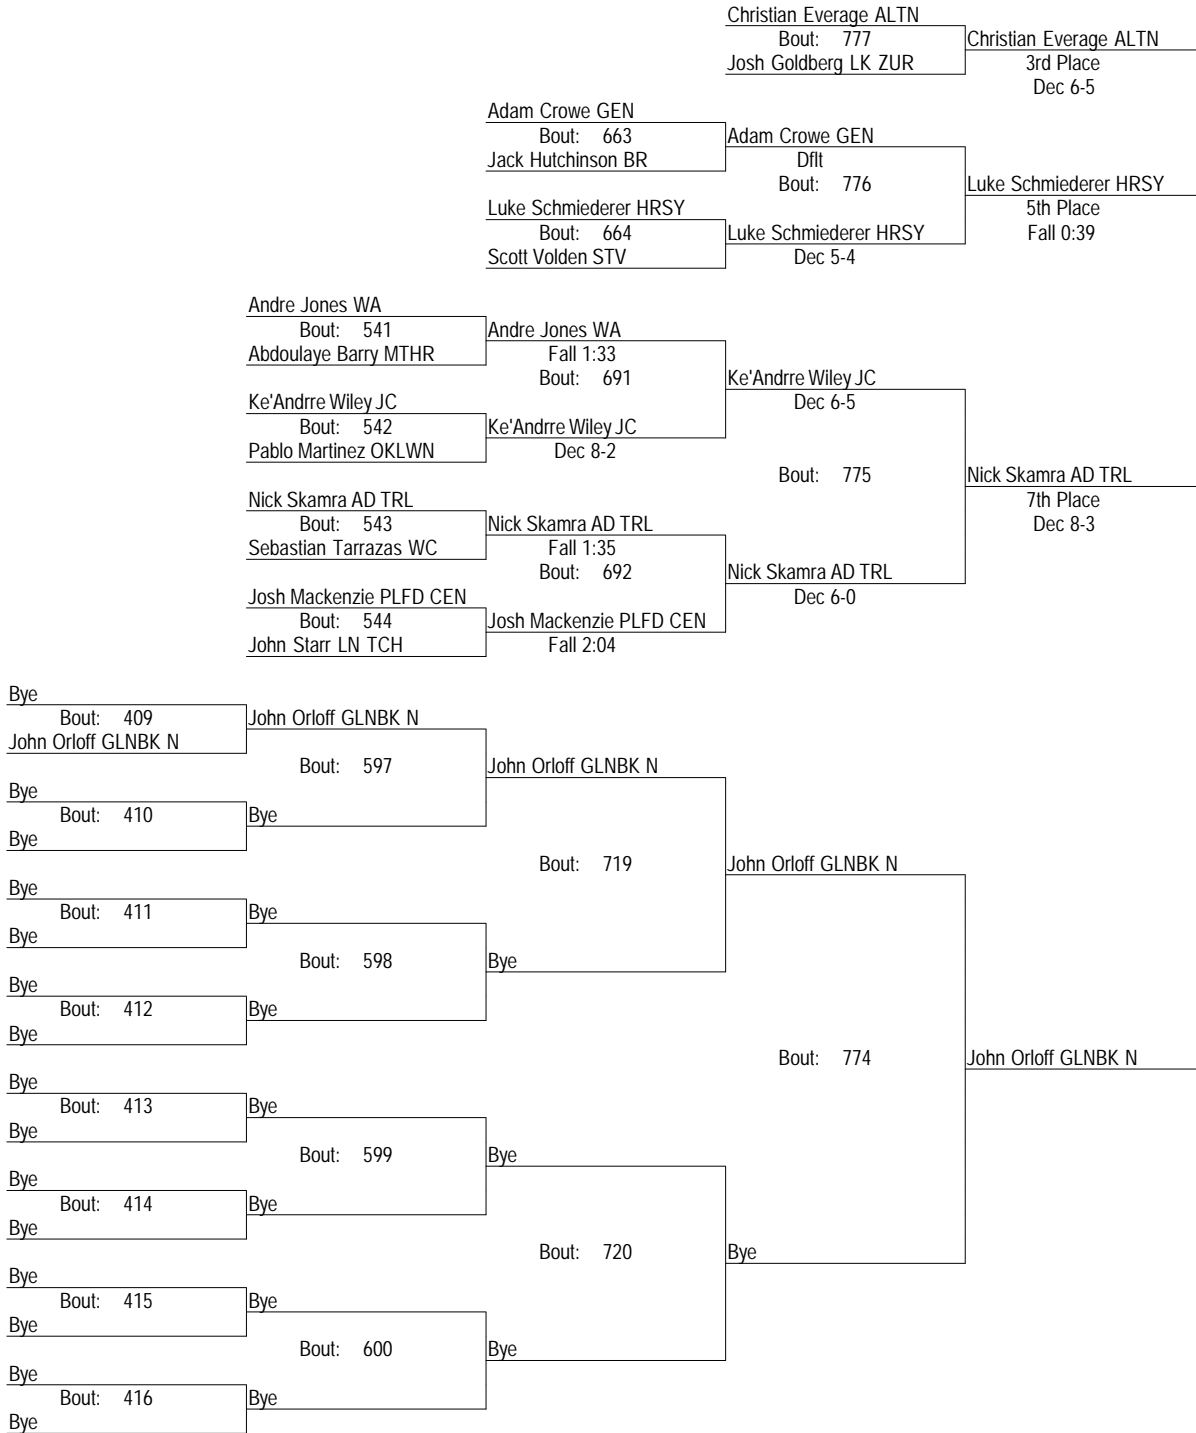 Christian Everage ALTN
Bout: 777
Josh Goldberg LK ZUR
Christian Everage ALTN
3rd Place
Dec 6-5
Adam Crowe GEN
Bout: 663
Jack Hutchinson BR
Adam Crowe GEN
Dflt
Bout: 776
Luke Schmiederer HRSY
5th Place
Fall 0:39
Luke Schmiederer HRSY
Bout: 664
Scott Volden STV
Luke Schmiederer HRSY
Dec 5-4
Andre Jones WA
Bout: 541
Abdoulaye Barry MTHR
Andre Jones WA
Fall 1:33
Bout: 691
Ke'Andrre Wiley JC
Dec 6-5
Ke'Andrre Wiley JC
Bout: 542
Pablo Martinez OKLWN
Ke'Andrre Wiley JC
Dec 8-2
Bout: 775
Nick Skamra AD TRL
7th Place
Dec 8-3
Nick Skamra AD TRL
Bout: 543
Sebastian Tarrazas WC
Nick Skamra AD TRL
Fall 1:35
Bout: 692
Nick Skamra AD TRL
Dec 6-0
Josh Mackenzie PLFD CEN
Bout: 544
John Starr LN TCH
Josh Mackenzie PLFD CEN
Fall 2:04
Bye
Bout: 409
John Orloff GLNBK N
John Orloff GLNBK N
Bout: 597
John Orloff GLNBK N
Bye
Bout: 410
Bye
Bye
Bout: 719
John Orloff GLNBK N
Bye
Bout: 411
Bye
Bye
Bout: 598
Bye
Bye
Bout: 412
Bye
Bye
Bout: 774
John Orloff GLNBK N
Bye
Bout: 413
Bye
Bye
Bout: 599
Bye
Bye
Bout: 414
Bye
Bye
Bout: 720
Bye
Bye
Bout: 415
Bye
Bye
Bout: 600
Bye
Bye
Bout: 416
Bye
Bye